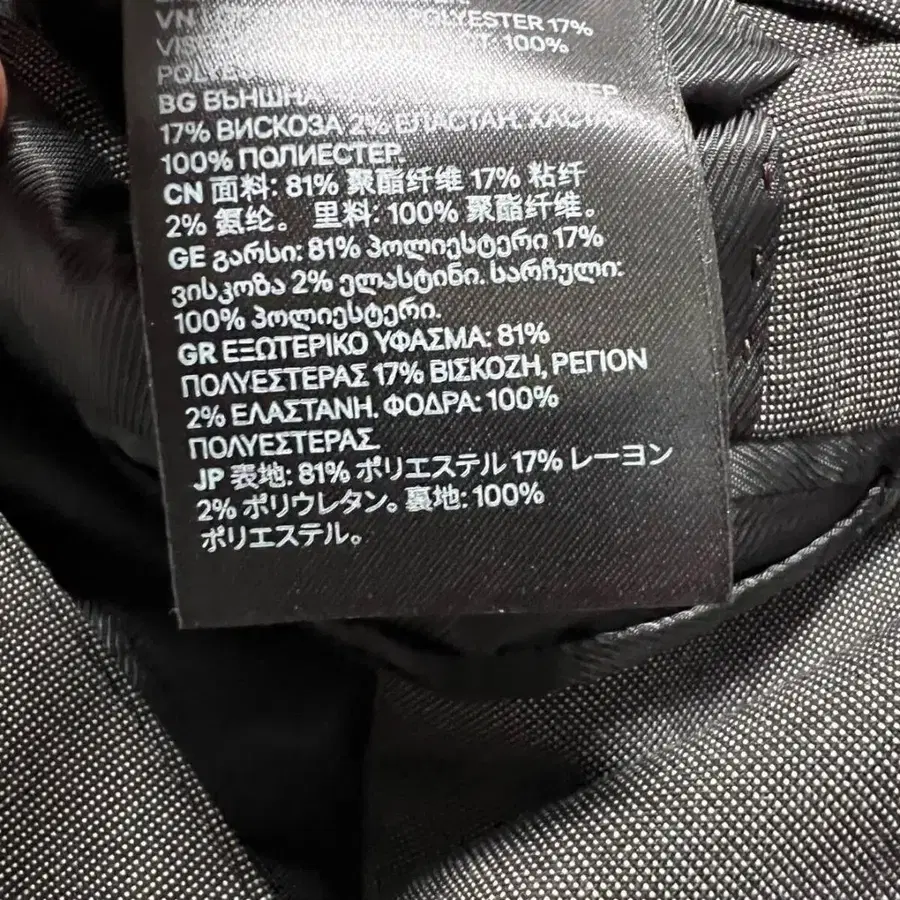 VN POLYESTER 17%
100%
BG
17% ВИСКОЗА 2% ЕЛАСТАН.
100% ПОЛИЕСТЕР.
CN 面料: 81% 聚酯纤维 17% 粘纤
2% 氨纶。 里料: 100% 聚酯纤维。
GE გარსი: 81% პოლიესტერი 17%
ვისკოზა 2% ელასტინი. სარჩული:
100% პოლიესტერი.
GR ΕΞΩΤΕΡΙΚΟ ΥΦΑΣΜΑ: 81%
ΠΟΛΥΕΣΤΕΡΑΣ 17% ΒΙΣΚΟΖΗ, ΡΕΓΙΟΝ
2% ΕΛΑΣΤΑΝΗ. ΦΟΔΡΑ: 100%
ΠΟΛΥΕΣΤΕΡΑΣ.
JP 表地: 81% ポリエステル 17% レーヨン
2% ポリウレタン。裏地: 100%
ポリエステル。